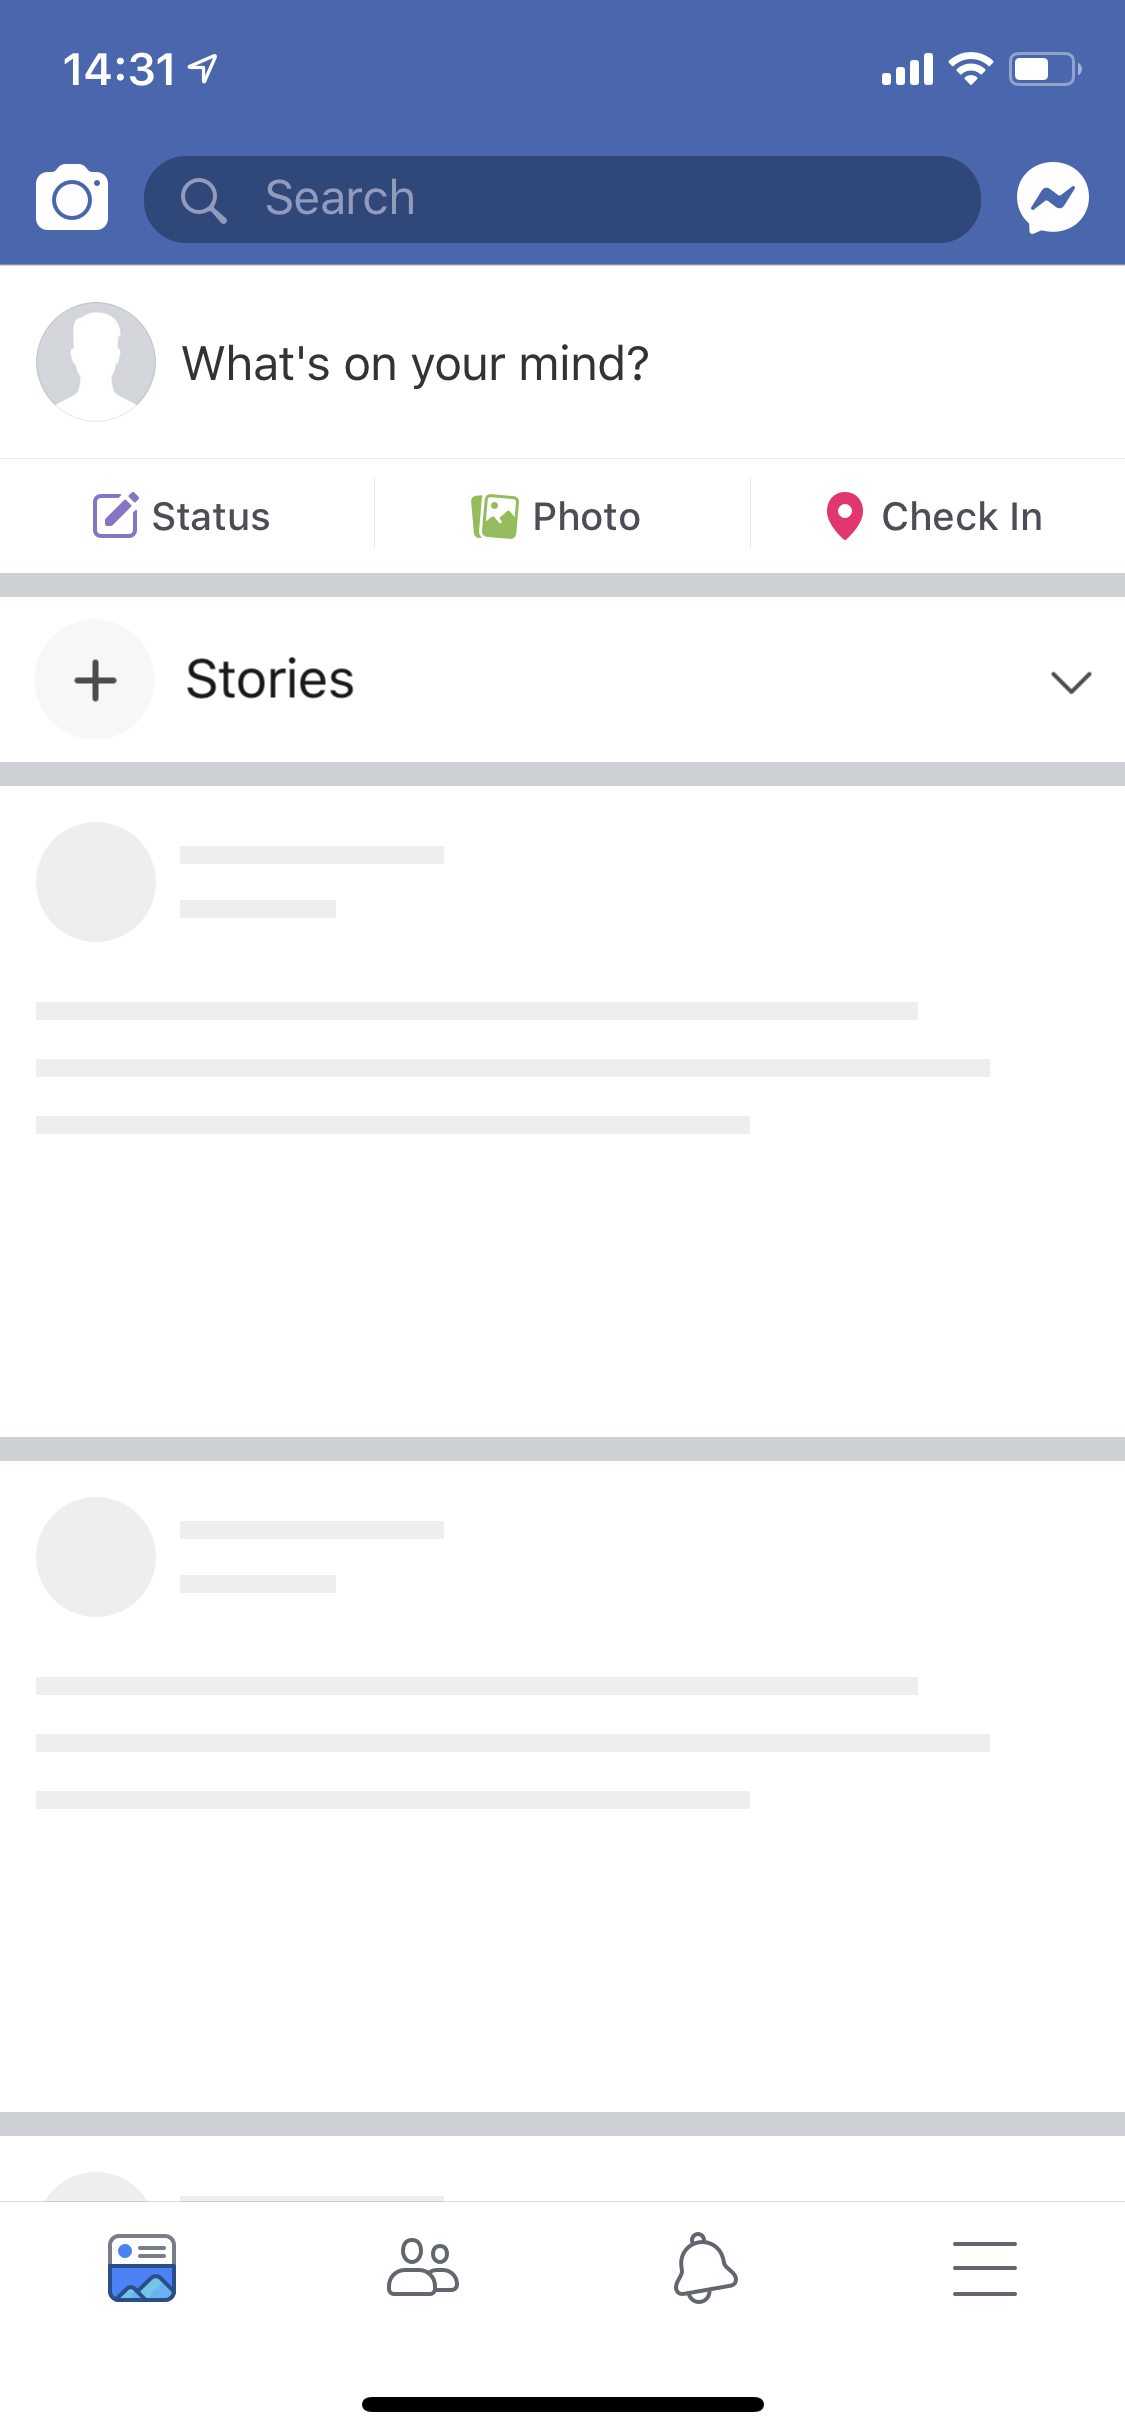 14:31
Search
What's on your mind?
Status
Photo
Check In
Stories